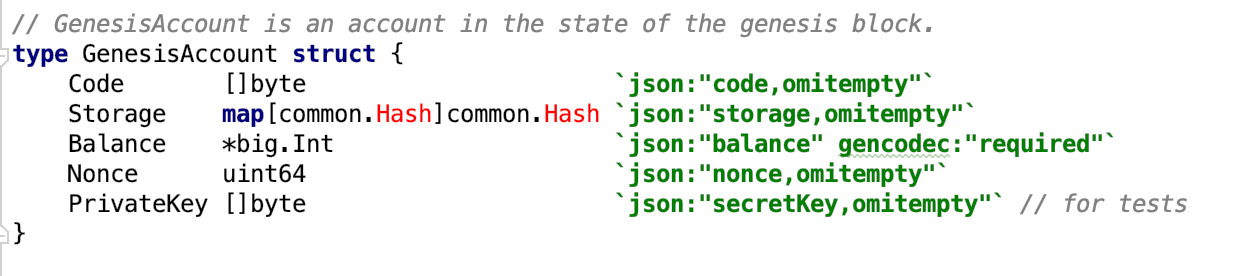 // GenesisAccount is an account in the state of the genesis block.
type GenesisAccount struct {
    Code       []byte                      `json:"code,omitempty"`
    Storage    map[common.Hash]common.Hash `json:"storage,omitempty"`
    Balance    *big.Int                    `json:"balance" gencodec:"required"`
    Nonce      uint64                      `json:"nonce,omitempty"`
    PrivateKey []byte                      `json:"secretKey,omitempty"` // for tests
}